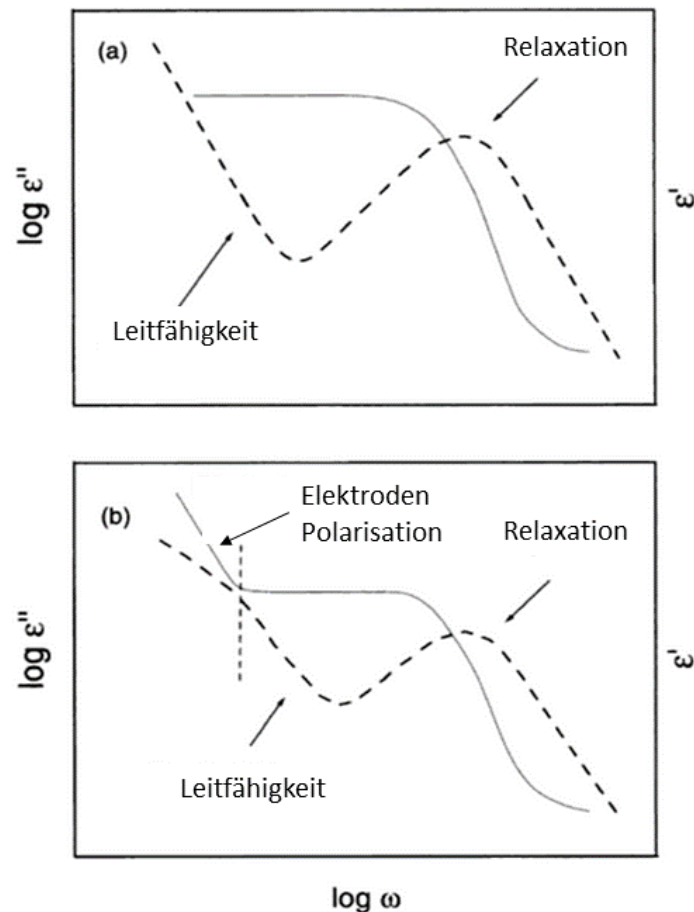 (a)
Relaxation
log ε"
ε'
Leitfähigkeit
(b)
Elektroden
Polarisation
Relaxation
log ε"
ε'
Leitfähigkeit
log ω